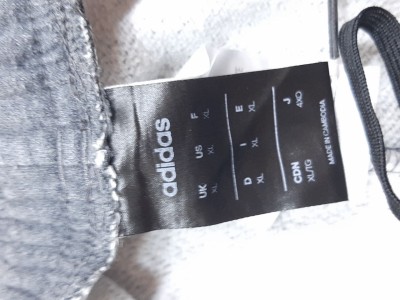 adidas
UK US F
XL XL XL
D I E
XL XL XL
CDN J
XL/TG 4XO
MADE IN CAMBODIA